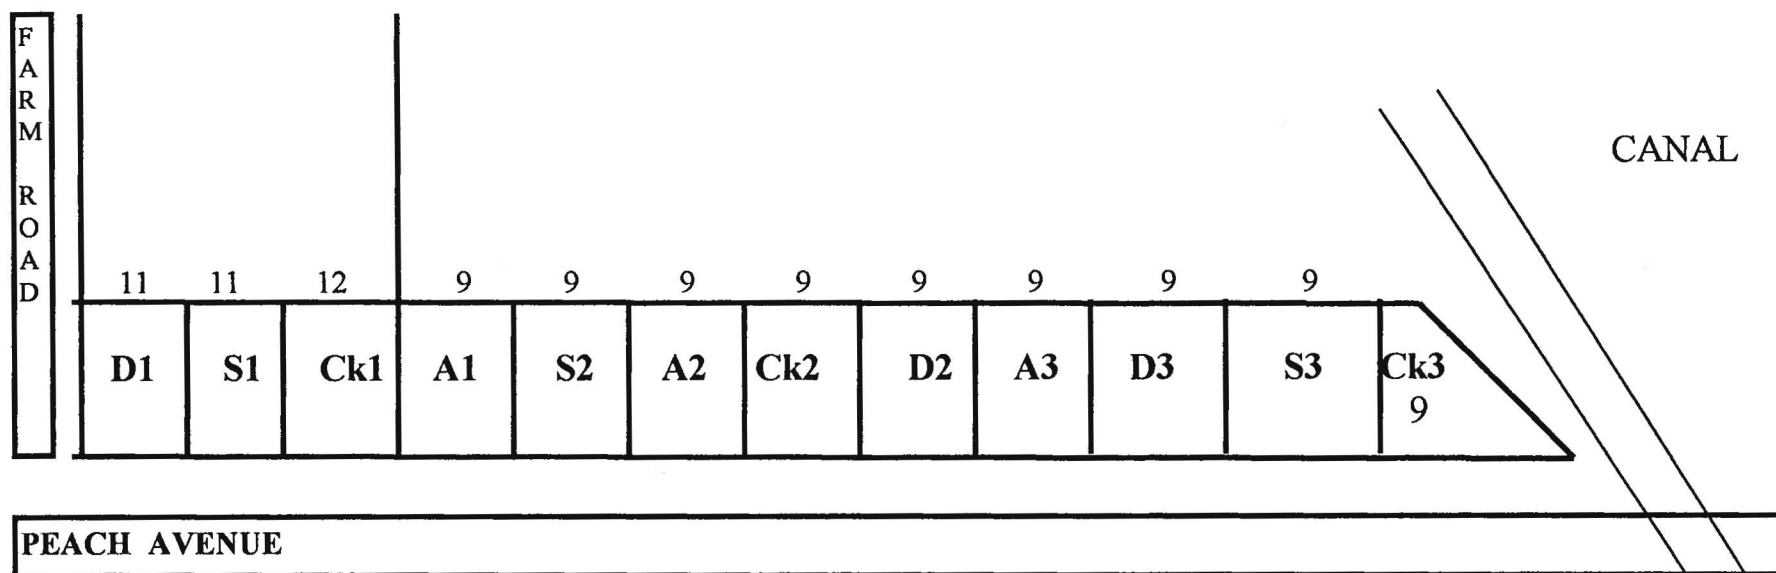 FARM ROAD
CANAL
11 11 12 9 9 9 9 9 9 9 9
D1 S1 Ck1 A1 S2 A2 Ck2 D2 A3 D3 S3 Ck3
9
PEACH AVENUE